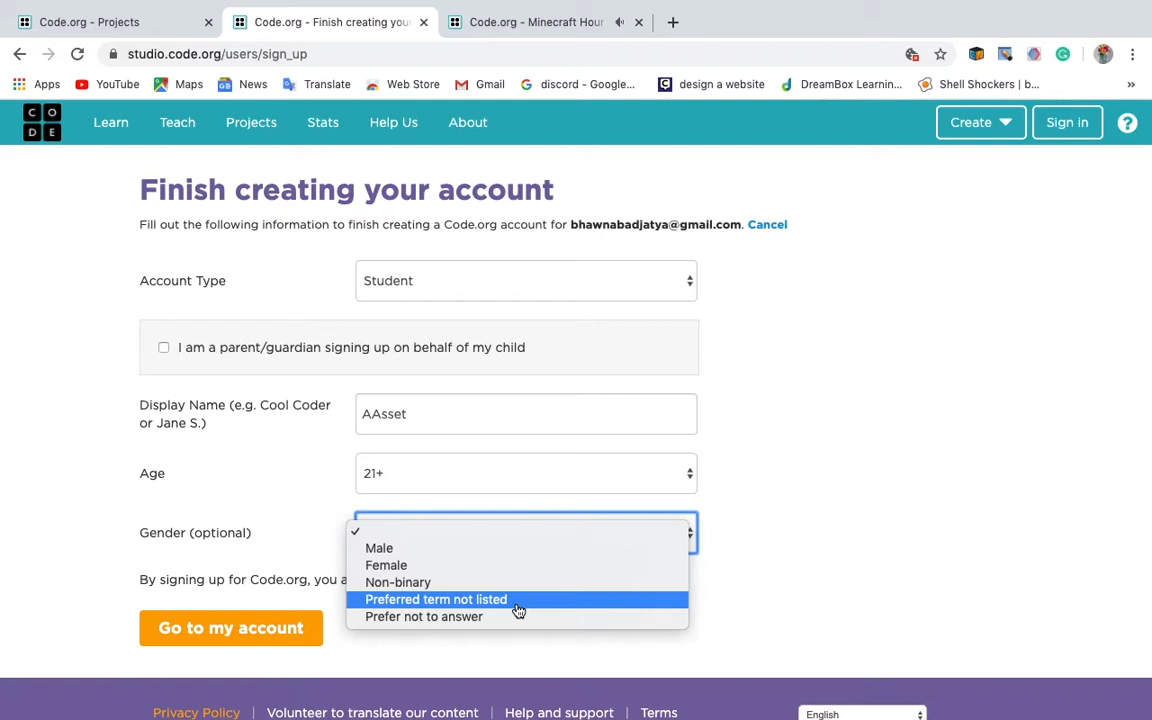 Code.org - Projects
Code.org - Finish creating your
Code.org - Minecraft Hour
studio.code.org/users/sign_up
Apps
YouTube
Maps
News
Translate
Web Store
Gmail
discord - Google...
design a website
DreamBox Learnin...
Shell Shockers | b...
»
C O
D E
Learn
Teach
Projects
Stats
Help Us
About
Create
Sign in
?
Finish creating your account
Fill out the following information to finish creating a Code.org account for bhawnabadjatya@gmail.com. Cancel
Account Type
Student
I am a parent/guardian signing up on behalf of my child
Display Name (e.g. Cool Coder
or Jane S.)
AAsset
Age
21+
Gender (optional)
Male
Female
Non-binary
Preferred term not listed
Prefer not to answer
By signing up for Code.org, you a
Go to my account
Privacy Policy | Volunteer to translate our content | Help and support | Terms
English